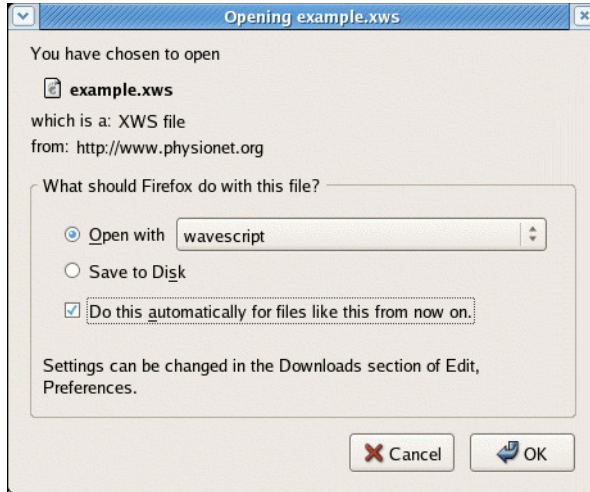 Opening example.xws
You have chosen to open
example.xws
which is a: XWS file
from: http://www.physionet.org
What should Firefox do with this file?
Open with wavescript
Save to Disk
Do this automatically for files like this from now on.
Settings can be changed in the Downloads section of Edit,
Preferences.
Cancel OK